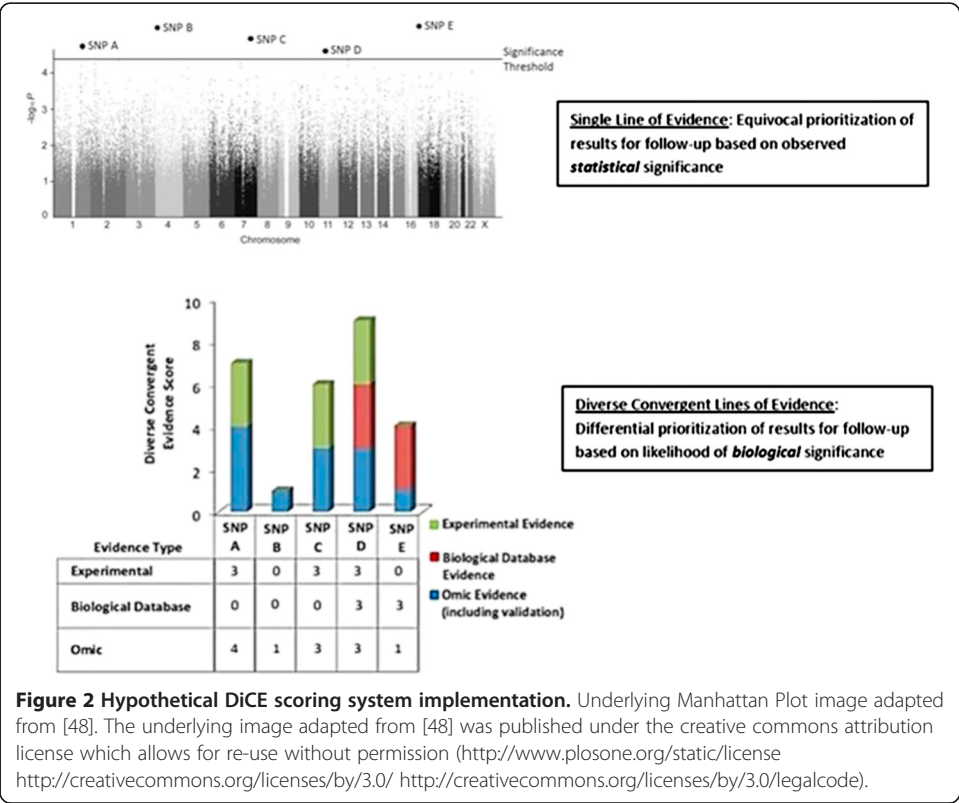 SNP B
SNP E
SNP A
SNP C
SNP D
Significance
Threshold
4
3
2
1
0
-log₁₀P
1 2 3 4 5 6 7 8 9 10 11 12 13 14 16 18 20 22 X
Chromosome
Single Line of Evidence: Equivocal prioritization of
results for follow-up based on observed
statistical significance
10
8
6
4
2
0
Diverse Convergent
Evidence Score
Diverse Convergent Lines of Evidence:
Differential prioritization of results for follow-up
based on likelihood of biological significance
Experimental Evidence
Biological Database
Evidence
Omic Evidence
(including validation)
Evidence Type SNP A SNP B SNP C SNP D SNP E
Experimental 3 0 3 3 0
Biological Database 0 0 0 3 3
Omic 4 1 3 3 1
Figure 2 Hypothetical DiCE scoring system implementation. Underlying Manhattan Plot image adapted
from [48]. The underlying image adapted from [48] was published under the creative commons attribution
license which allows for re-use without permission (http://www.plosone.org/static/license
http://creativecommons.org/licenses/by/3.0/ http://creativecommons.org/licenses/by/3.0/legalcode).